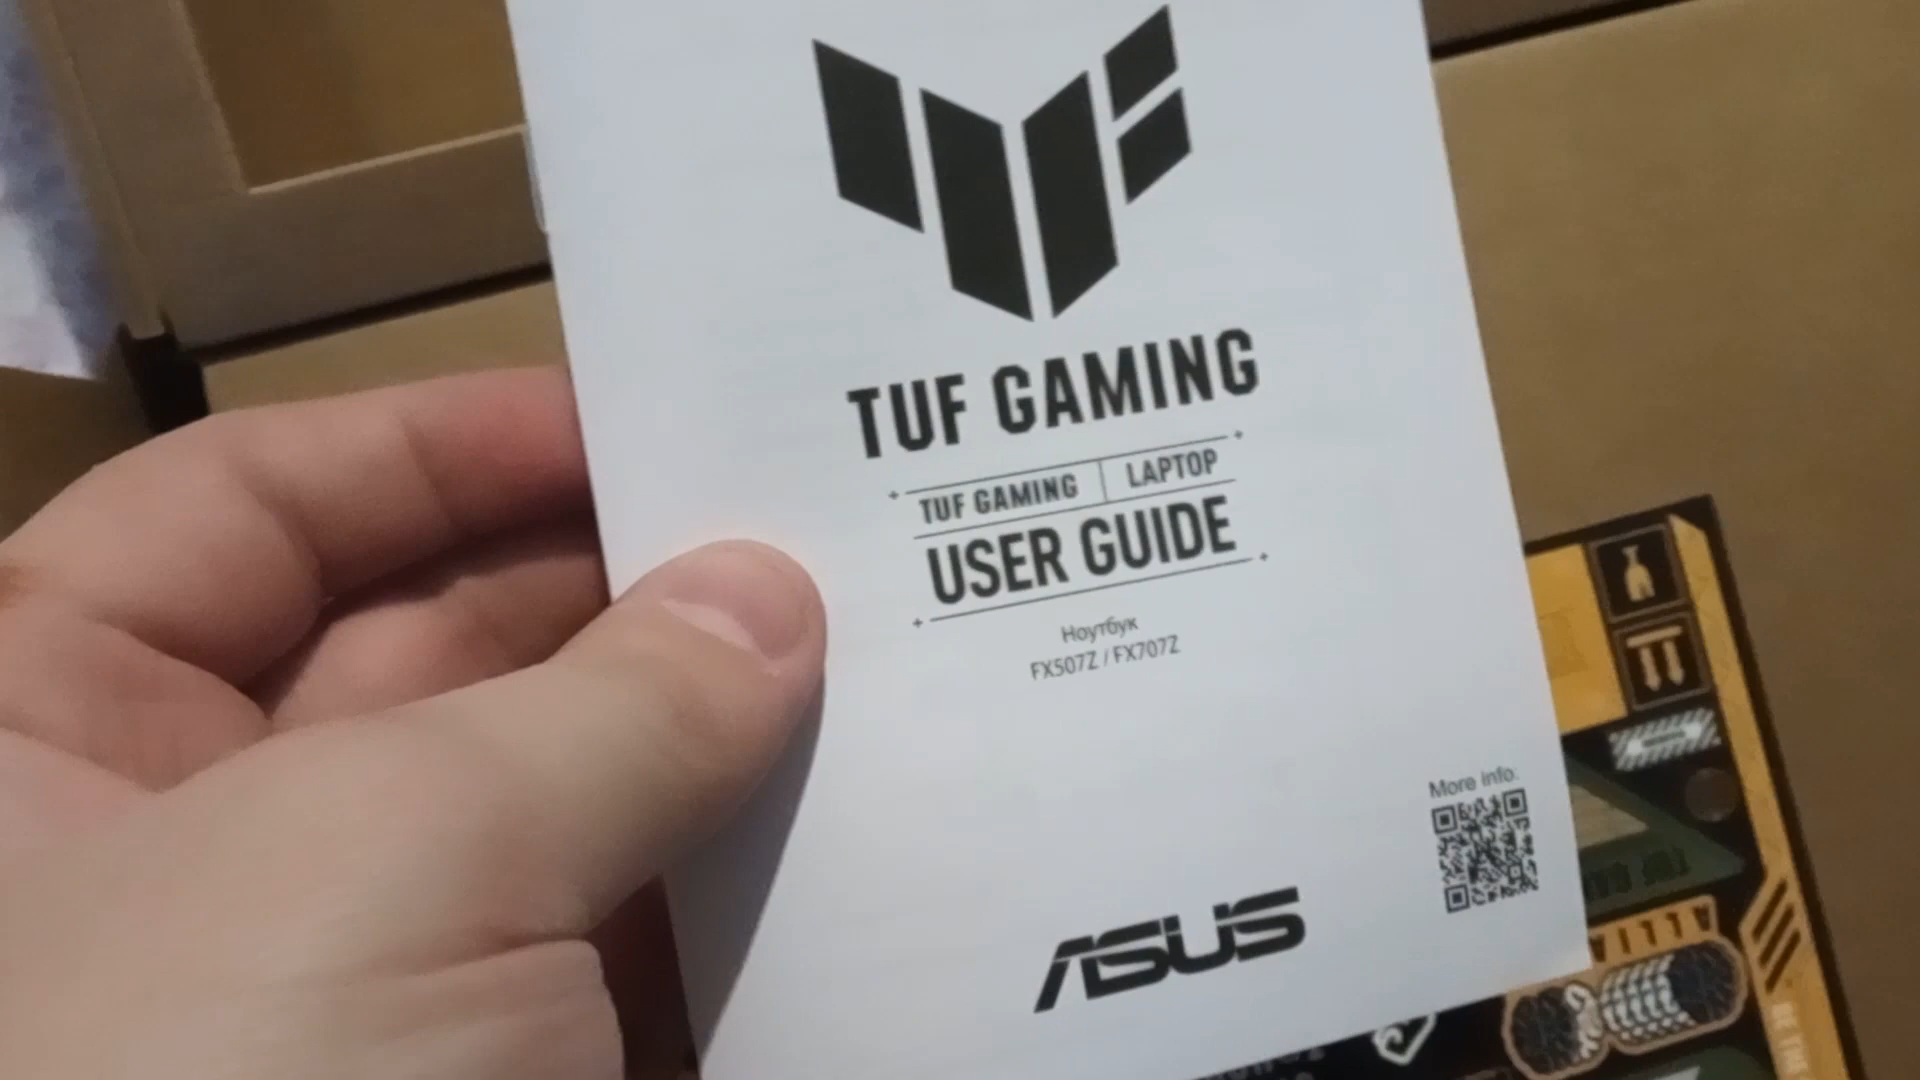 TUF GAMING
TUF GAMING | LAPTOP
USER GUIDE
Ноутбук
FX507Z / FX707Z
More info:
ASUS